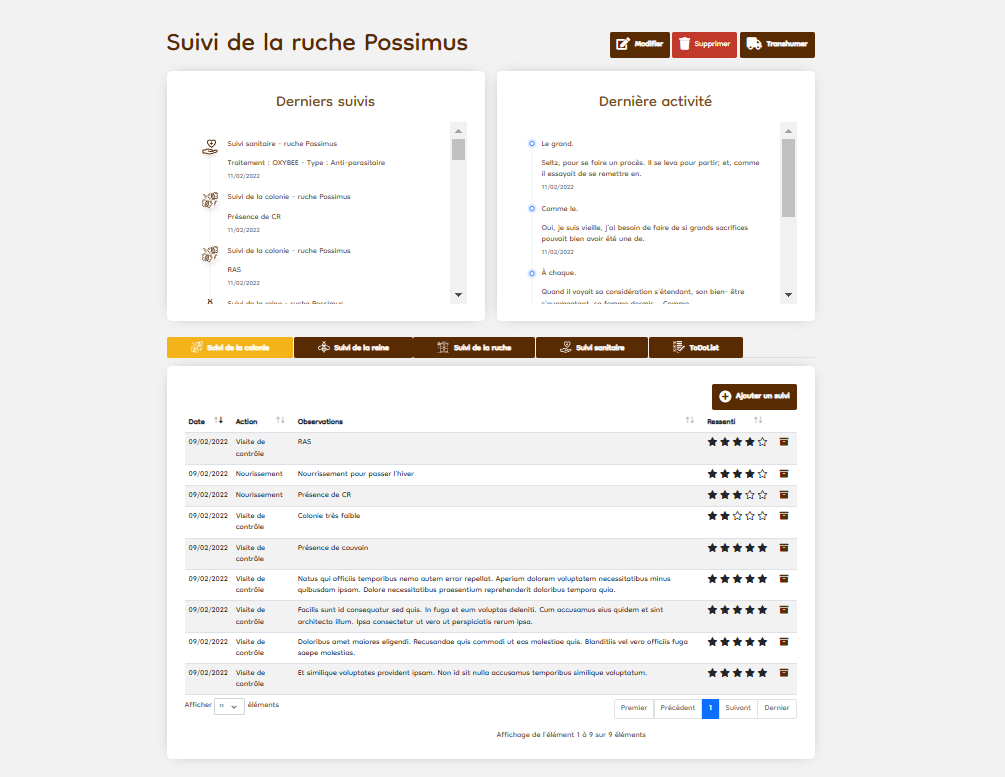 Suivi de la ruche Possimus
Modifier
Supprimer
Transhumer
Derniers suivis
Suivi sanitaire - ruche Possimus
Traitement : OXYBEE - Type : Anti-parasitaire
11/02/2022
Suivi de la colonie - ruche Possimus
Présence de CR
11/02/2022
Suivi de la colonie - ruche Possimus
RAS
11/02/2022
Suivi de la reine - ruche Possimus
Dernière activité
Le grand.
Seltz, pour se faire un procès. Il se leva pour partir; et, comme
il essayait de se remettre en.
11/02/2022
Comme le.
Oui, je suis vieille, j'ai besoin de faire de si grands sacrifices
pouvait bien avoir été une de.
11/02/2022
À chaque.
Quand il voyait sa considération s'étendant, son bien- être
s'augmentant, sa femme dormir... Comme
Suivi de la colonie
Suivi de la reine
Suivi de la ruche
Suivi sanitaire
ToDoList
Ajouter un suivi
Date Action Observations Ressenti
09/02/2022 Visite de RAS
contrôle
09/02/2022 Nourissement Nourrissement pour passer l'hiver
09/02/2022 Nourissement Présence de CR
09/02/2022 Visite de Colonie très faible
contrôle
09/02/2022 Visite de Présence de couvain
contrôle
09/02/2022 Visite de Natus qui officiis temporibus nemo autem error repellat. Aperiam dolorem voluptatem necessitatibus minus
contrôle quibusdam ipsam. Dolore necessitatibus praesentium reprehenderit doloribus tempora quia.
09/02/2022 Visite de Facilis sunt id consequatur sed quis. In fuga et eum voluptas deleniti. Cum accusamus eius quidem et sint
contrôle architecto illum. Ipsa consectetur ut vero ut perspiciatis rerum ipsa.
09/02/2022 Visite de Doloribus amet maiores eligendi. Recusandae quis commodi ut eos molestiae quis. Blanditiis vel vero officiis fuga
contrôle saepe molestias.
09/02/2022 Visite de Et similique voluptates provident ipsam. Non id sit nulla accusamus temporibus similique voluptatum.
contrôle
Afficher éléments
Premier Précédent 1 Suivant Dernier
Affichage de l'élément 1 à 9 sur 9 éléments